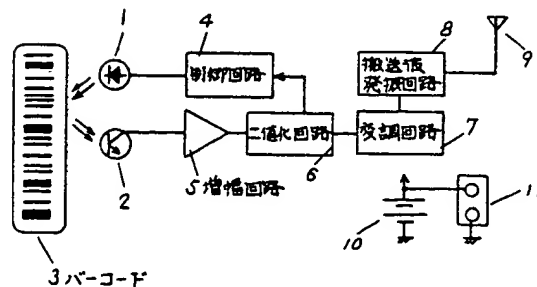 1
4
制御回路
8
搬送波
発振回路
9
2
5 増幅回路
二値化回路
6
変調回路
7
10
11
3 バーコード